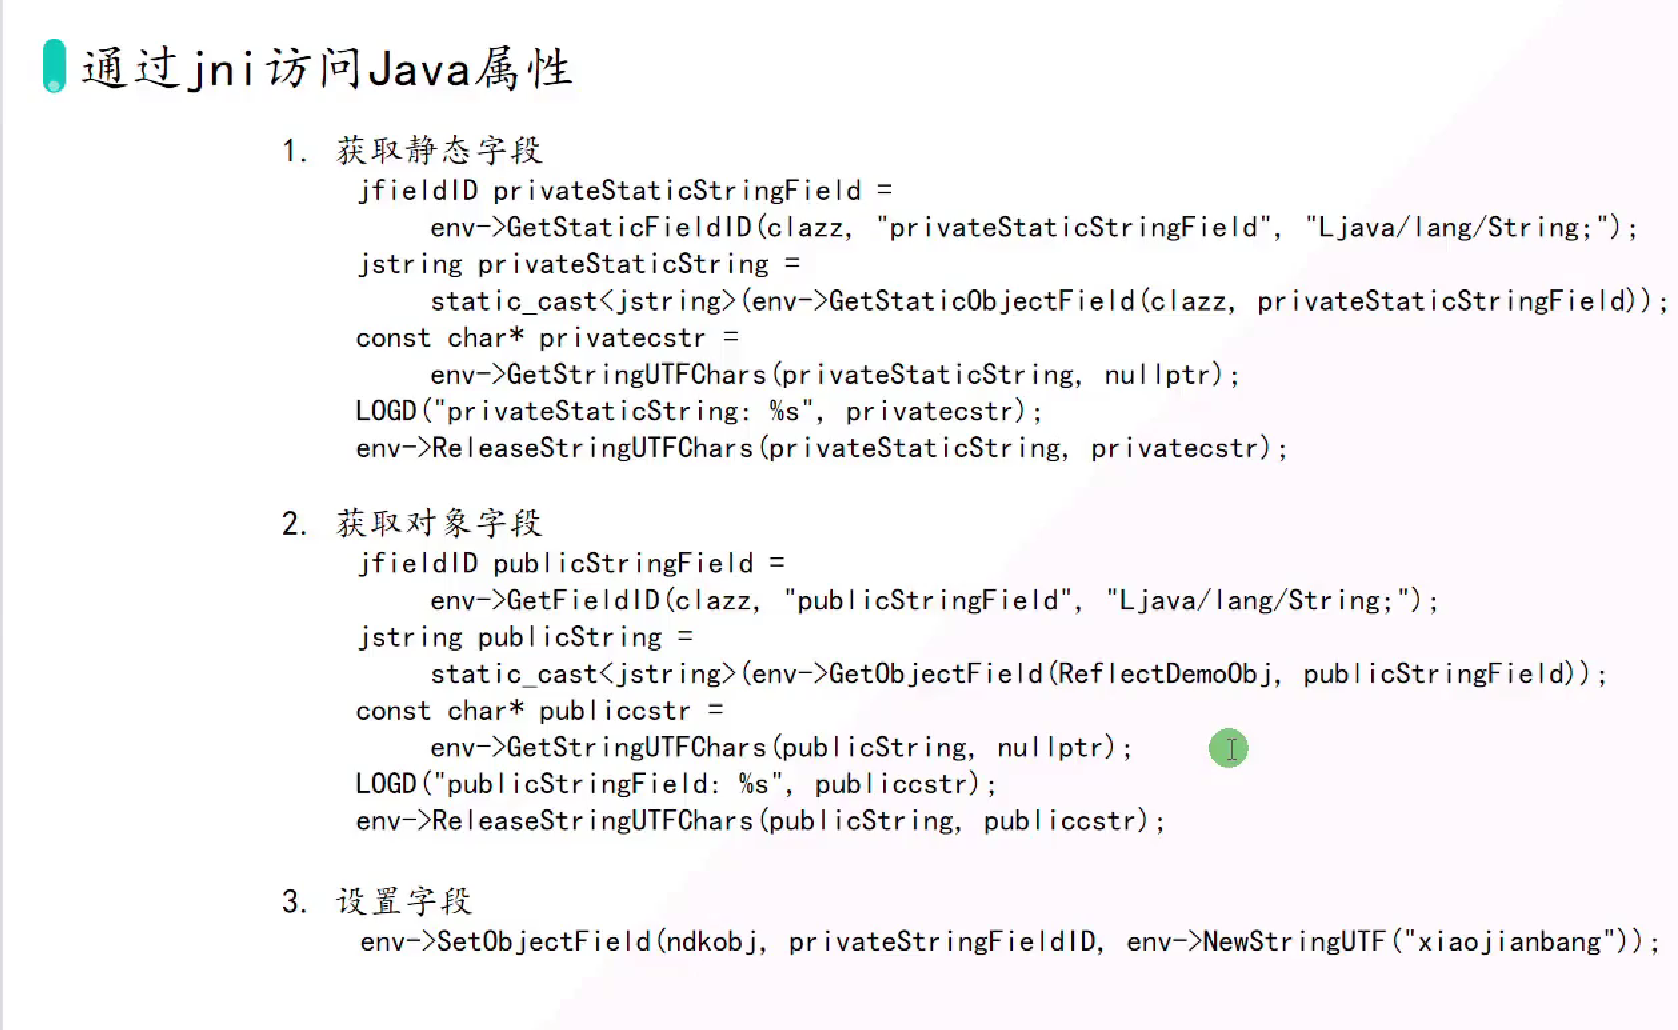 通过jni访问Java属性
1. 获取静态字段
jfieldID privateStaticStringField =
env->GetStaticFieldID(clazz, "privateStaticStringField", "Ljava/lang/String;");
jstring privateStaticString =
static_cast<jstring>(env->GetStaticObjectField(clazz, privateStaticStringField));
const char* privatecstr =
env->GetStringUTFChars(privateStaticString, nullptr);
LOGD("privateStaticString: %s", privatecstr);
env->ReleaseStringUTFChars(privateStaticString, privatecstr);
2. 获取对象字段
jfieldID publicStringField =
env->GetFieldID(clazz, "publicStringField", "Ljava/lang/String;");
jstring publicString =
static_cast<jstring>(env->GetObjectField(ReflectDemoObj, publicStringField));
const char* publiccstr =
env->GetStringUTFChars(publicString, nullptr);
LOGD("publicStringField: %s", publiccstr);
env->ReleaseStringUTFChars(publicString, publiccstr);
3. 设置字段
env->SetObjectField(ndkobj, privateStringFieldID, env->NewStringUTF("xiaojianbang"));